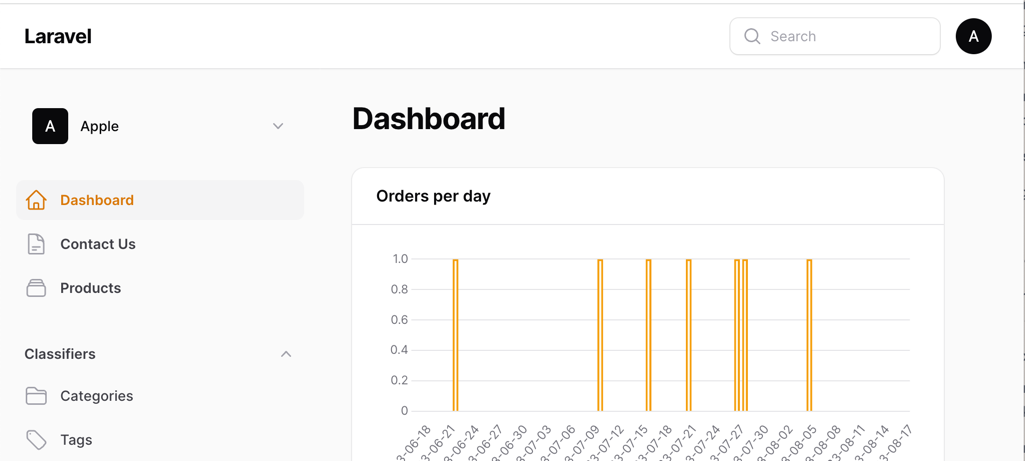 Laravel
Search
A
A
Apple
Dashboard
Dashboard
Contact Us
Products
Classifiers
Categories
Tags
Orders per day
1.0
0.8
0.6
0.4
0.2
0
3-06-18 3-06-21 3-06-24 3-06-27 3-06-30 3-07-03 3-07-06 3-07-09 3-07-12 3-07-15 3-07-18 3-07-21 3-07-24 3-07-27 3-07-30 3-08-02 3-08-05 3-08-08 3-08-11 3-08-14 3-08-17